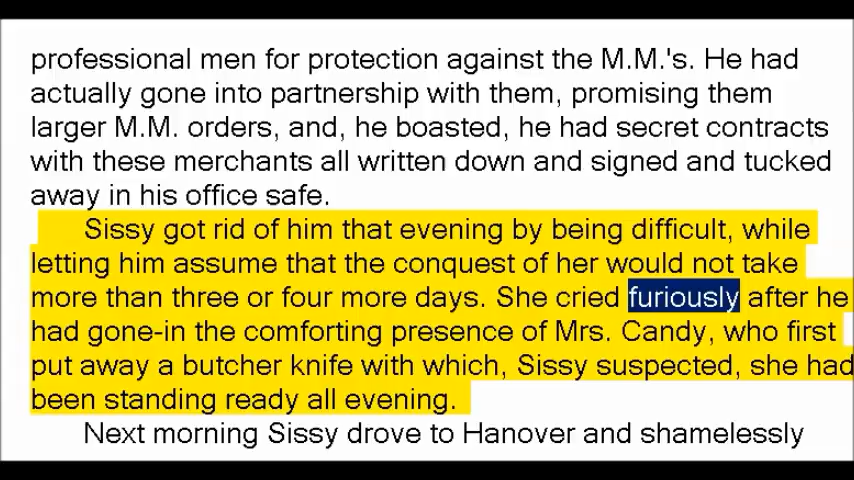 professional men for protection against the M.M.'s. He had
actually gone into partnership with them, promising them
larger M.M. orders, and, he boasted, he had secret contracts
with these merchants all written down and signed and tucked
away in his office safe.
Sissy got rid of him that evening by being difficult, while
letting him assume that the conquest of her would not take
more than three or four more days. She cried furiously after he
had gone-in the comforting presence of Mrs. Candy, who first
put away a butcher knife with which, Sissy suspected, she had
been standing ready all evening.
Next morning Sissy drove to Hanover and shamelessly